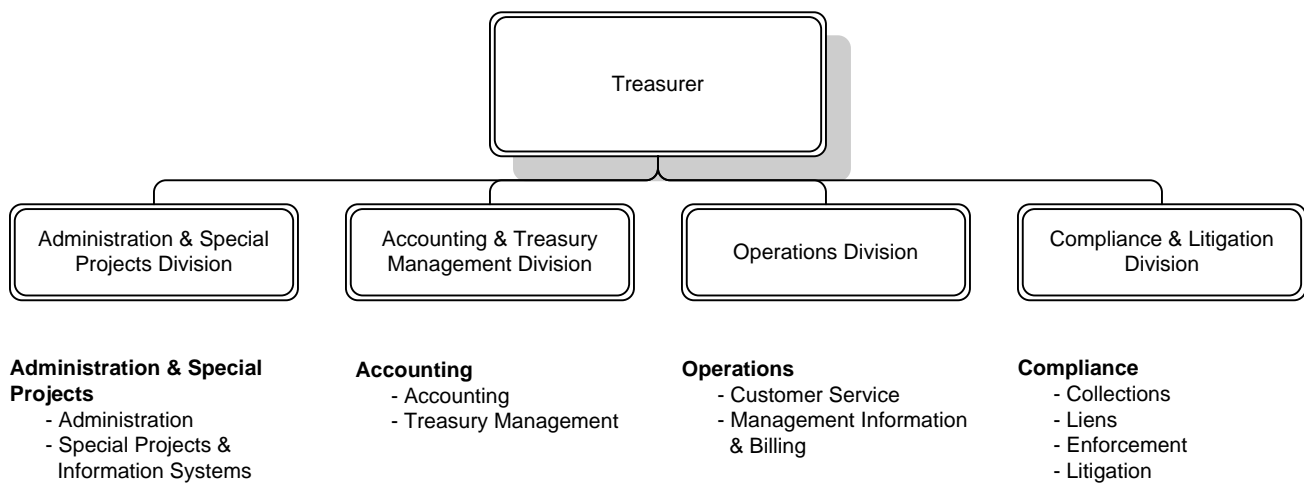 Treasurer
Administration & Special
Projects Division
Accounting & Treasury
Management Division
Operations Division
Compliance & Litigation
Division
Administration & Special
Projects
- Administration
- Special Projects &
Information Systems
Accounting
- Accounting
- Treasury Management
Operations
- Customer Service
- Management Information
& Billing
Compliance
- Collections
- Liens
- Enforcement
- Litigation